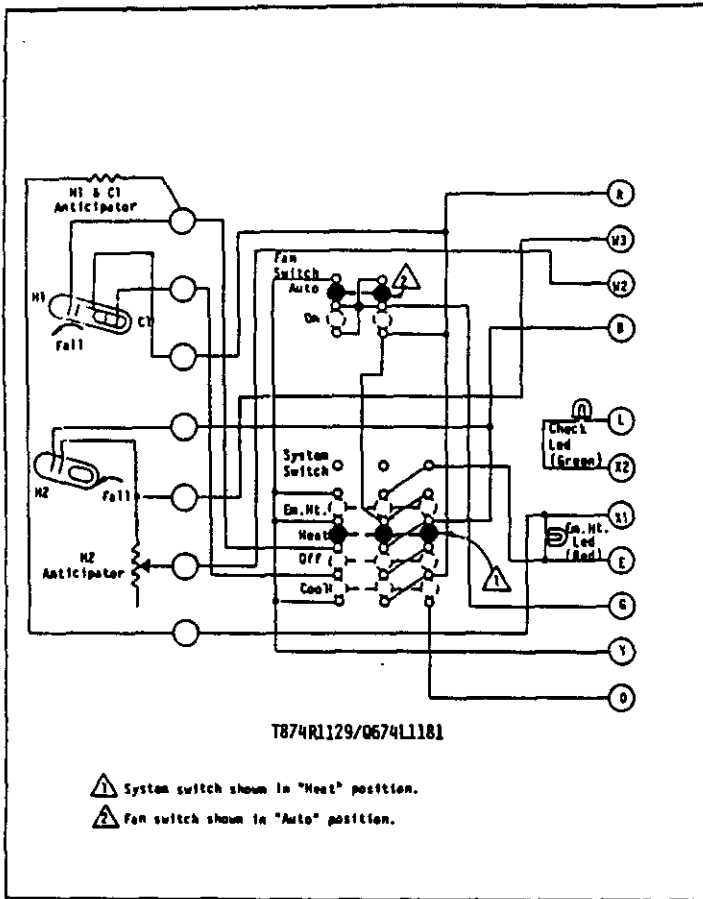 H1 & C1
Anticipator
R
W3
Fan
Switch
Auto
2
W2
H1
C1
On
Fall
B
System
Switch
L
Check
Led
(Green)
X2
H2
Fall
Em.Ht.
X1
Heat
Em.Ht.
Led
(Red)
H2
Anticipator
Off
E
1
Cool
G
Y
O
T874R1129/Q674L1181
1 System switch shown in "Heat" position.
2 Fan switch shown in "Auto" position.